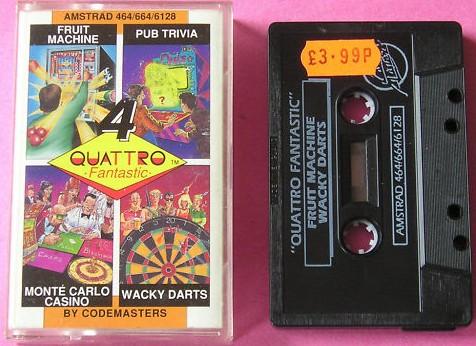 AMSTRAD 464/664/6128
FRUIT
MACHINE
PUB TRIVIA
?
4
QUATTRO TM
Fantastic
MONTÉ CARLO
CASINO
WACKY DARTS
BY CODEMASTERS
£3.99P
"QUATTRO FANTASTIC"
FRUIT MACHINE
WACKY DARTS
AMSTRAD 464/664/6128